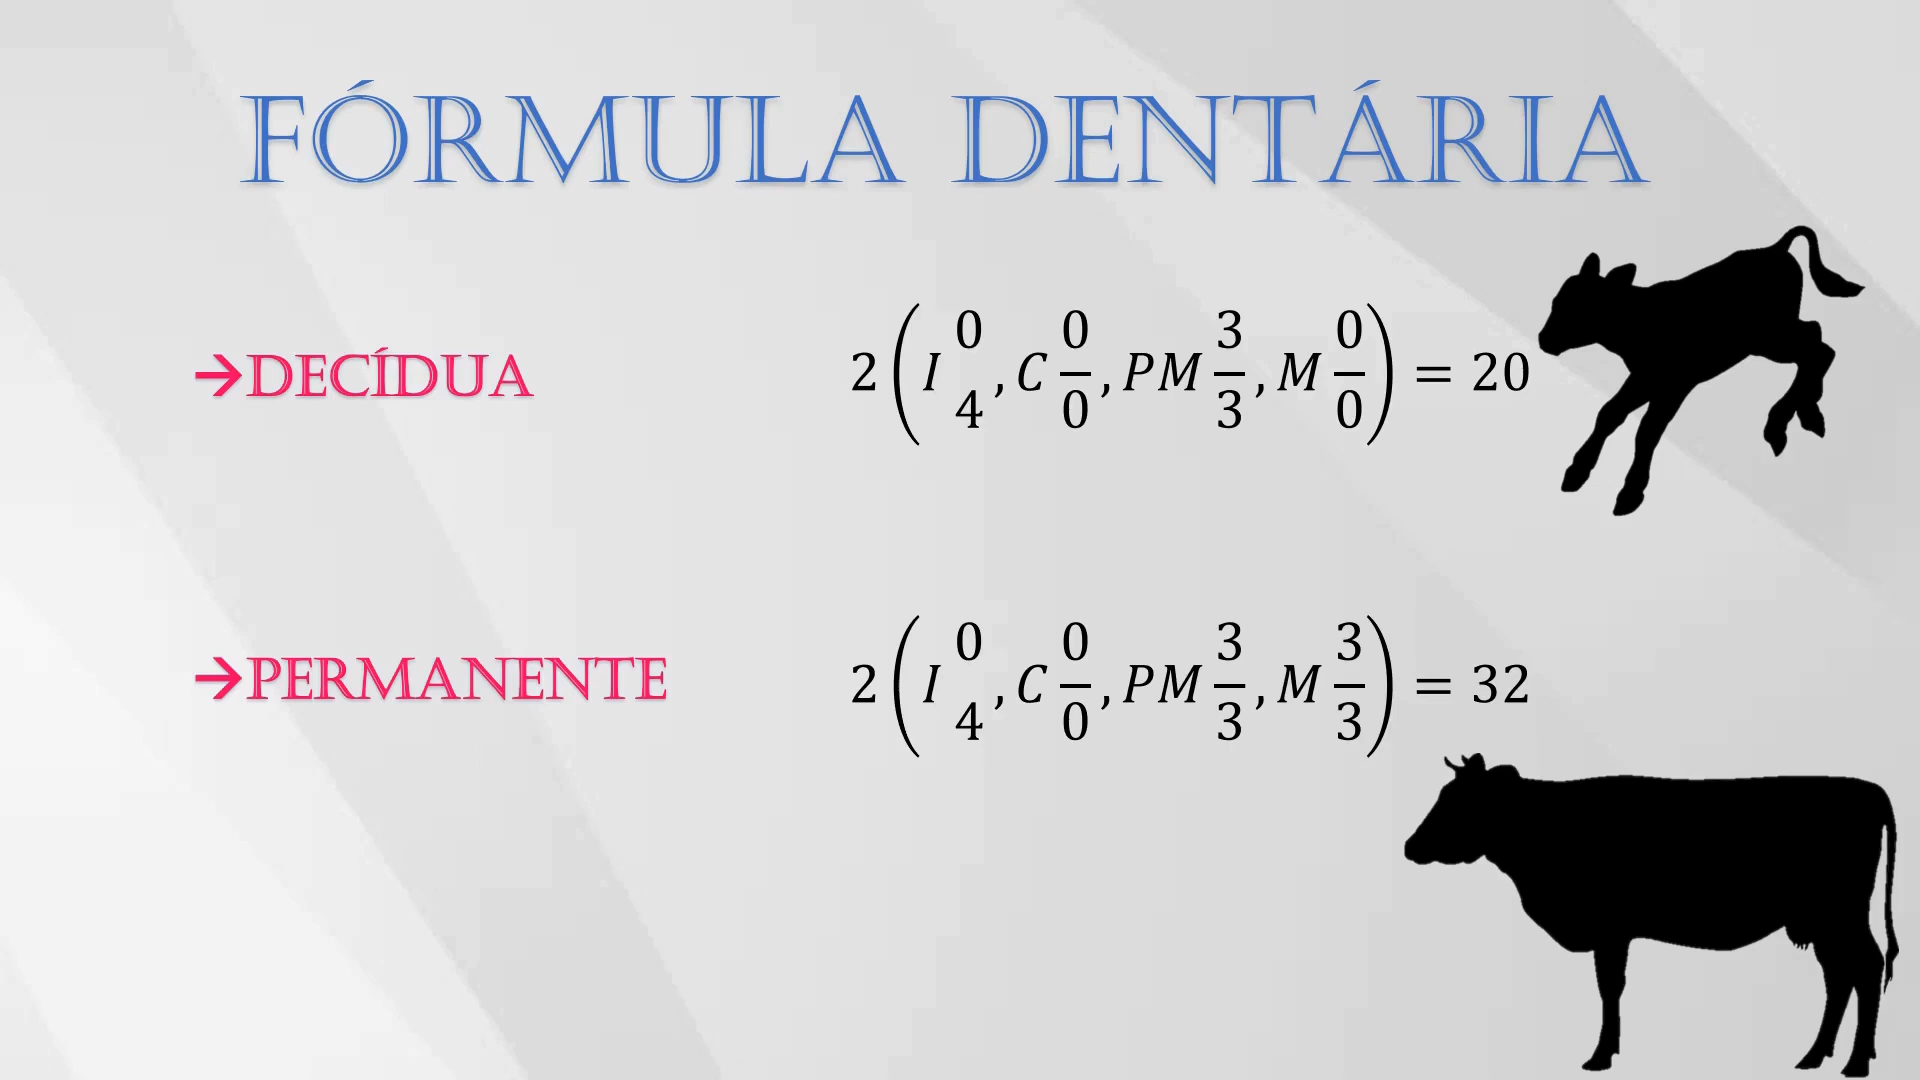 FÓRMULA DENTÁRIA
→DECÍDUA
2 ( I 0 4 , C 0/0 , PM 3/3 , M 0/0 ) = 20
→PERMANENTE
2 ( I 0 4 , C 0/0 , PM 3/3 , M 3/3 ) = 32